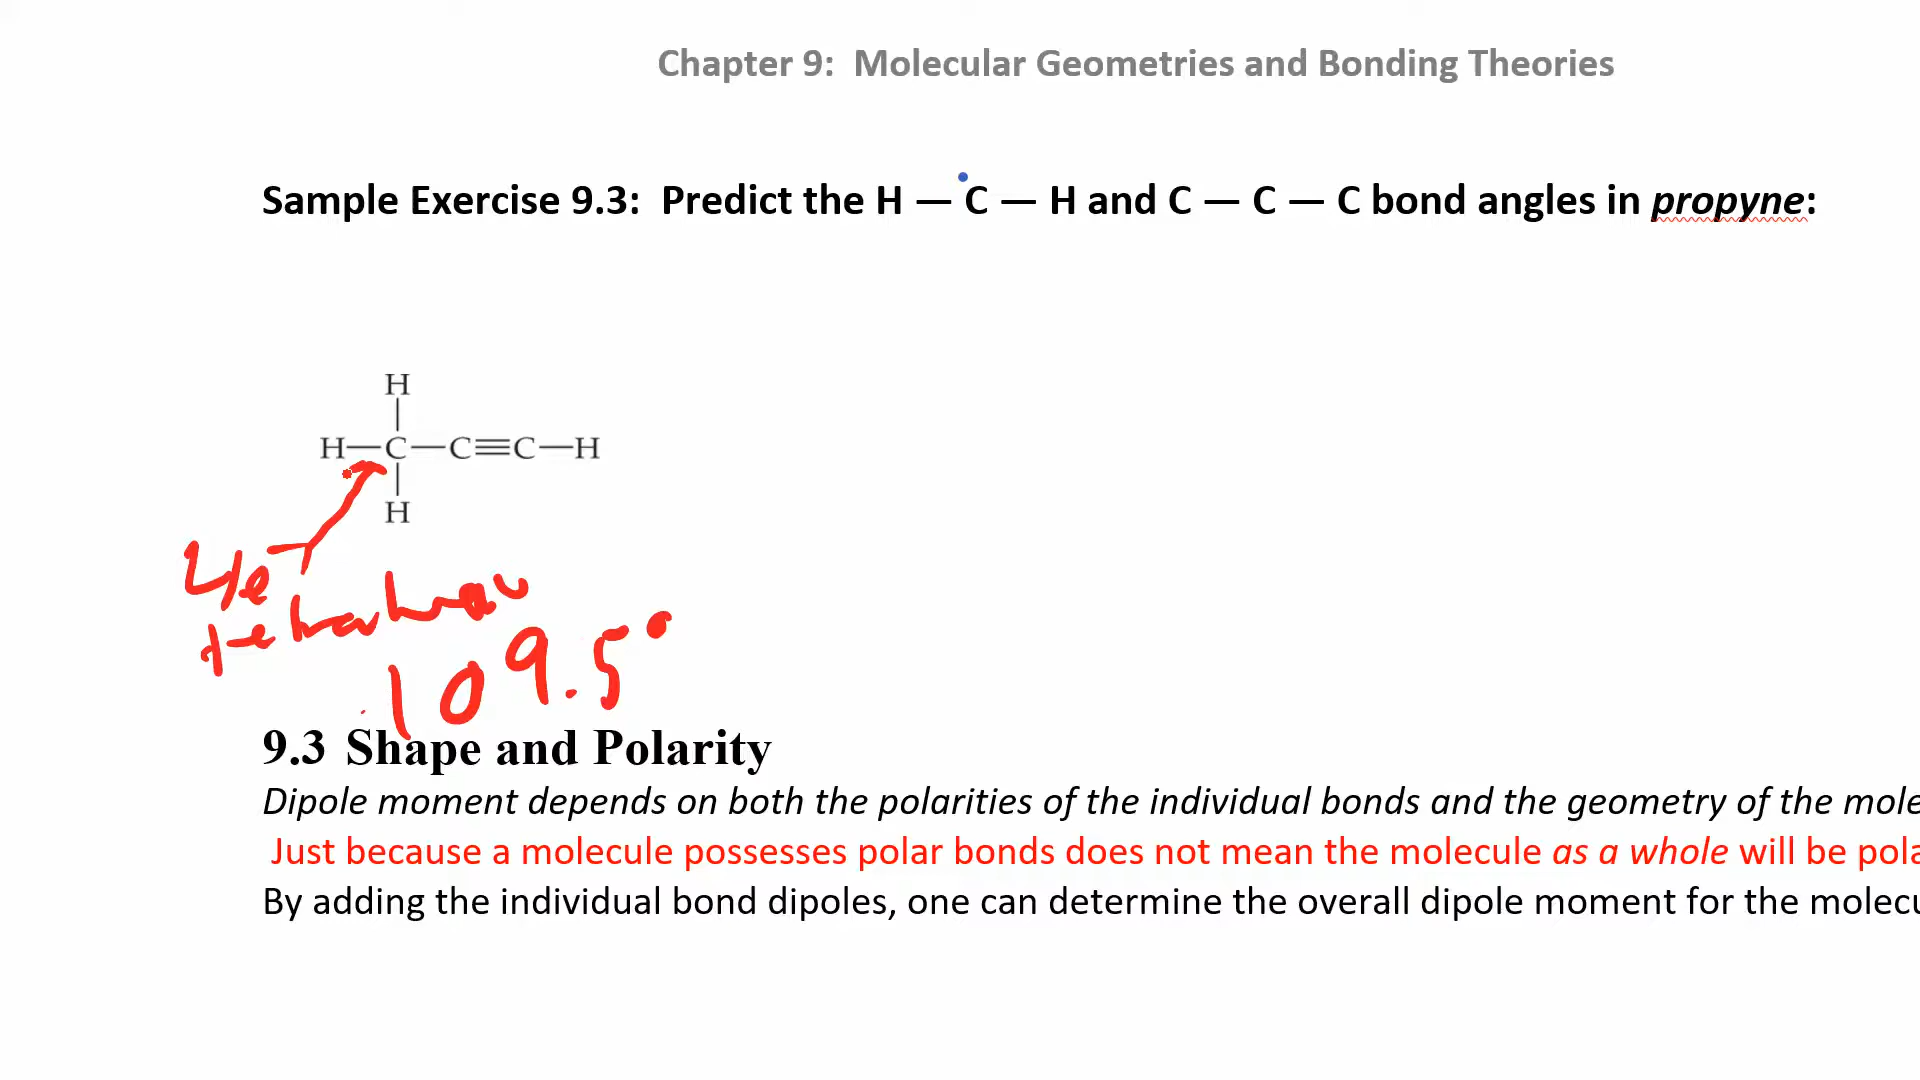 Chapter 9: Molecular Geometries and Bonding Theories
Sample Exercise 9.3: Predict the H — C — H and C — C — C bond angles in propyne:
H
H—C—C≡C—H
H
4e
109.5°
9.3 Shape and Polarity
Dipole moment depends on both the polarities of the individual bonds and the geometry of the mole
Just because a molecule possesses polar bonds does not mean the molecule as a whole will be pola
By adding the individual bond dipoles, one can determine the overall dipole moment for the molecu